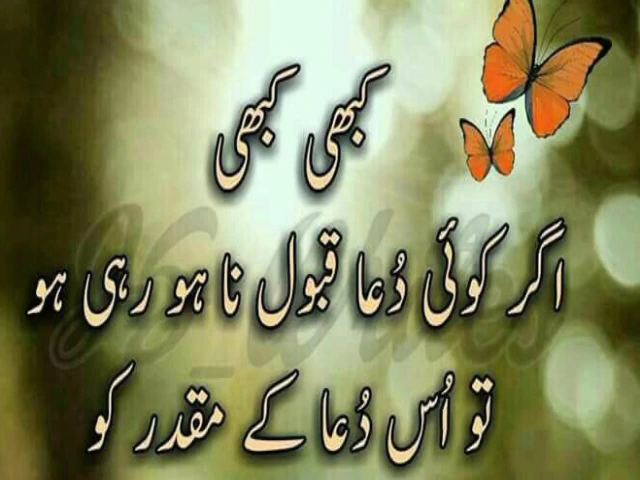 کبھی کبھی
اگر کوئی دُعا قبول نا ہو رہی ہو
تو اُس دُعا کے مقدر کو